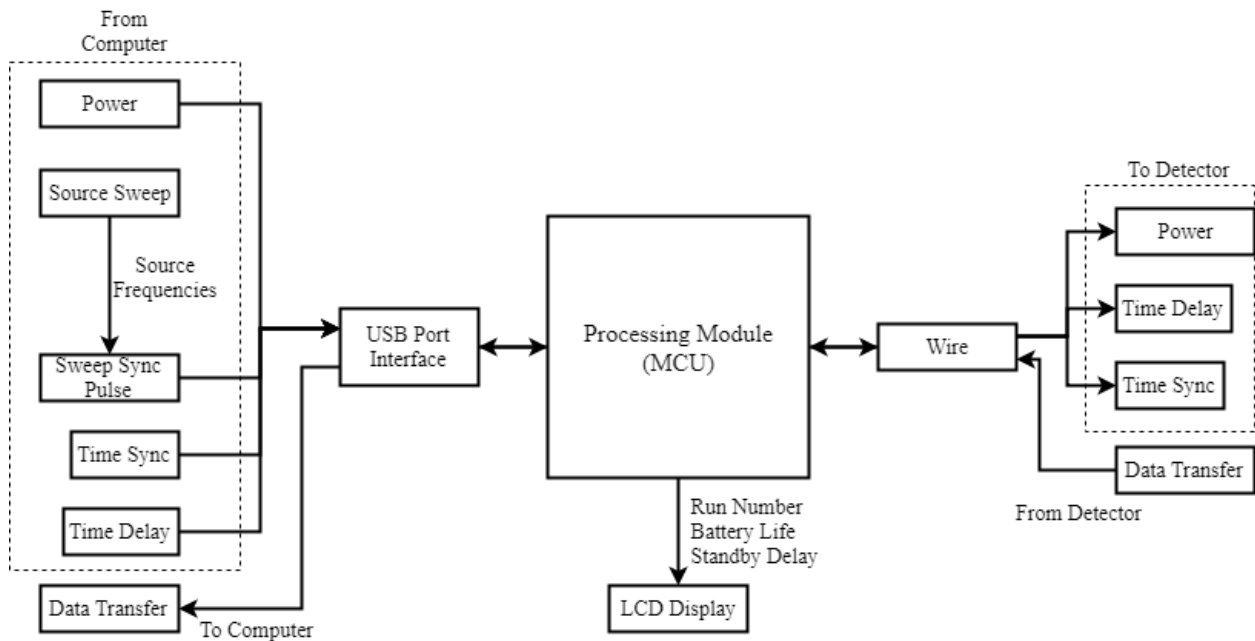 From
Computer
Power
Source Sweep
Source
Frequencies
Sweep Sync
Pulse
Time Sync
Time Delay
Data Transfer
To Computer
USB Port
Interface
Processing Module
(MCU)
Run Number
Battery Life
Standby Delay
LCD Display
Wire
To Detector
Power
Time Delay
Time Sync
Data Transfer
From Detector